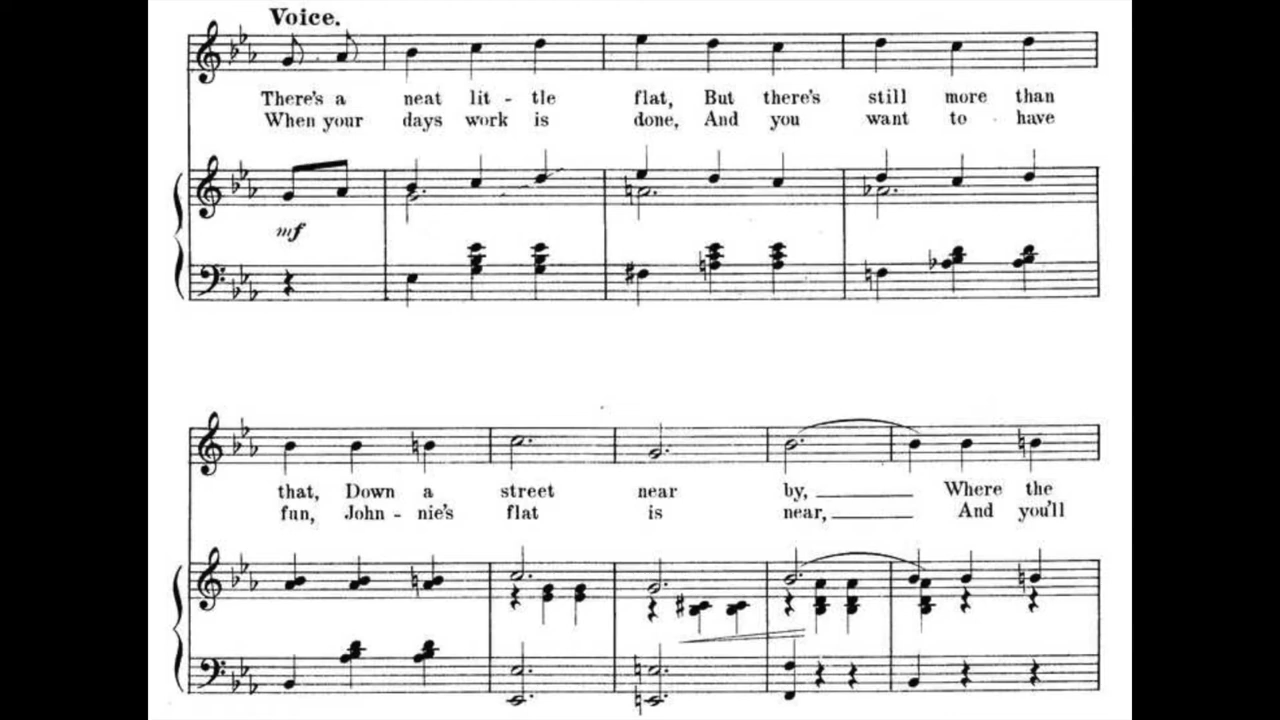 Voice.
There's a neat lit - tle flat, But there's still more than
When your days work is done, And you want to have
mf
that, Down a street near by, Where the
fun, John - nie's flat is near, And you'll